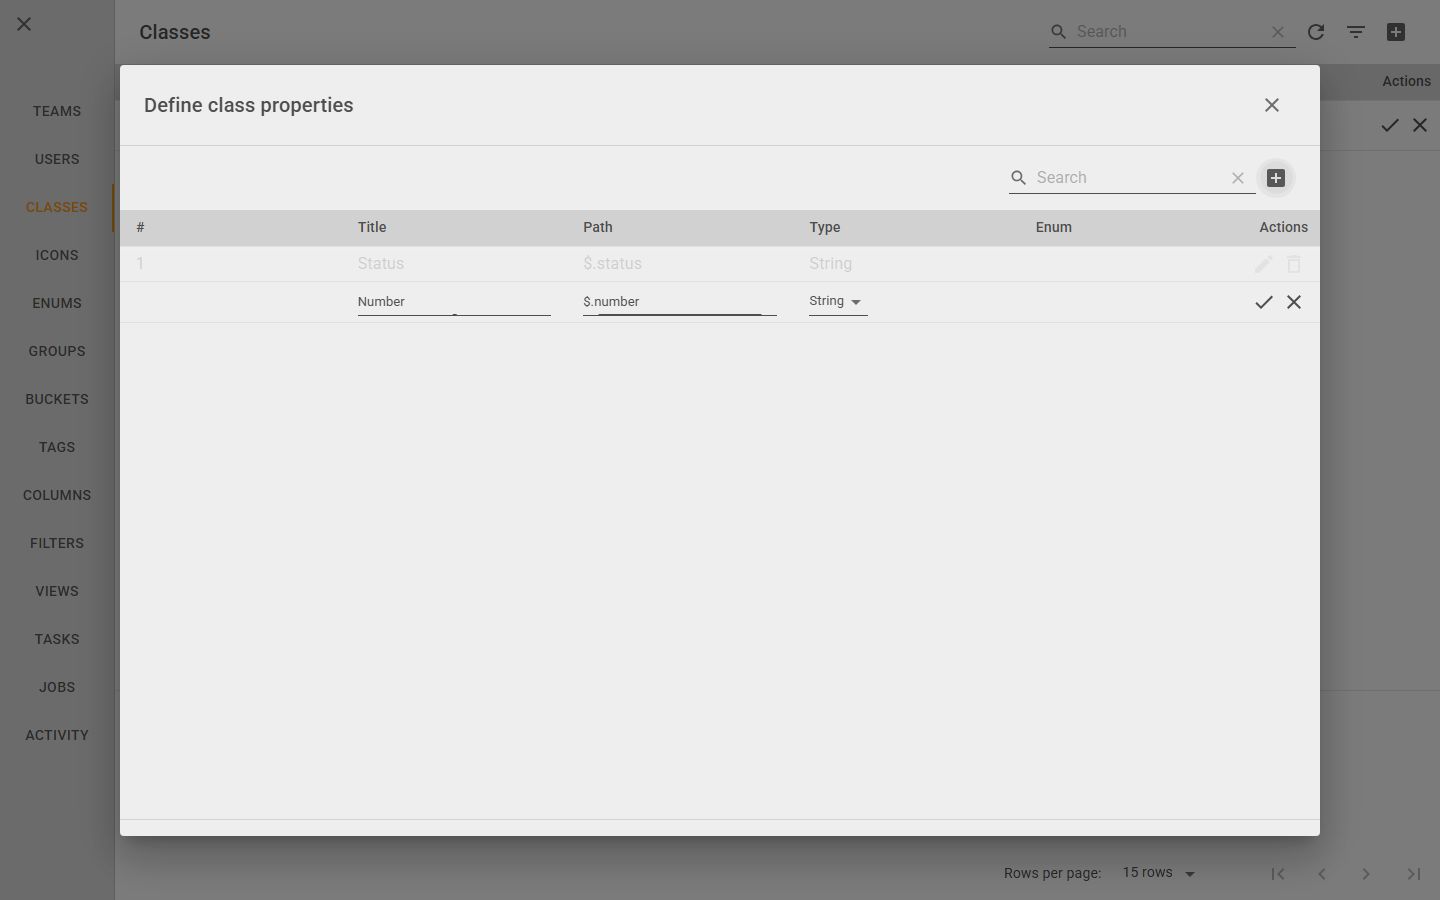 Classes
Search
Actions
TEAMS
USERS
CLASSES
ICONS
ENUMS
GROUPS
BUCKETS
TAGS
COLUMNS
FILTERS
VIEWS
TASKS
JOBS
ACTIVITY
Define class properties
Search
# Title Path Type Enum Actions
1 Status $.status String
Number $.number String
Rows per page: 15 rows